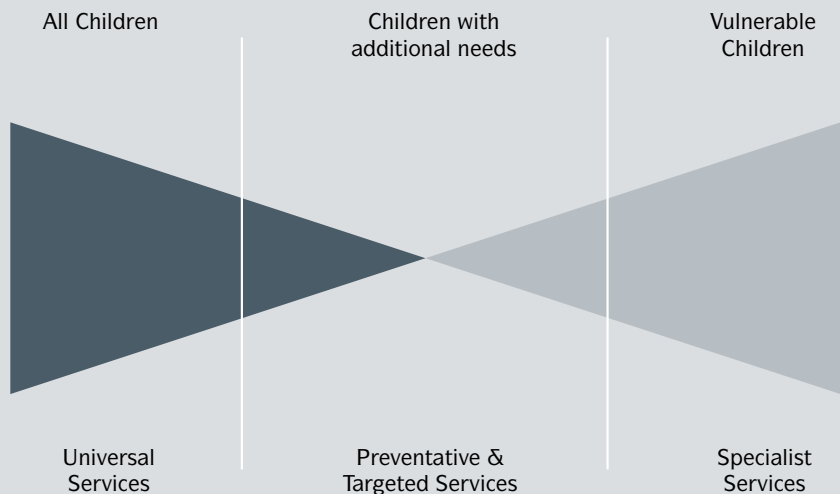 All Children
Children with
additional needs
Vulnerable
Children
Universal
Services
Preventative &
Targeted Services
Specialist
Services